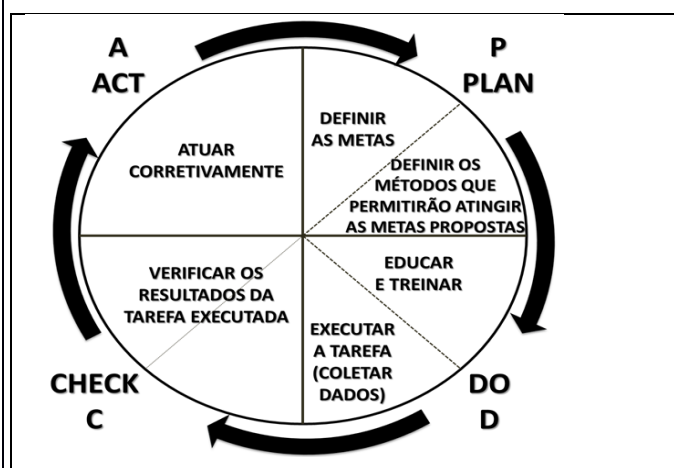 A
ACT
P
PLAN
DEFINIR
AS METAS
DEFINIR OS
MÉTODOS QUE
PERMITIRÃO ATINGIR
AS METAS PROPOSTAS
ATUAR
CORRETIVAMENTE
EDUCAR
E TREINAR
VERIFICAR OS
RESULTADOS DA
TAREFA EXECUTADA
EXECUTAR
A TAREFA
(COLETAR
DADOS)
CHECK
C
DO
D